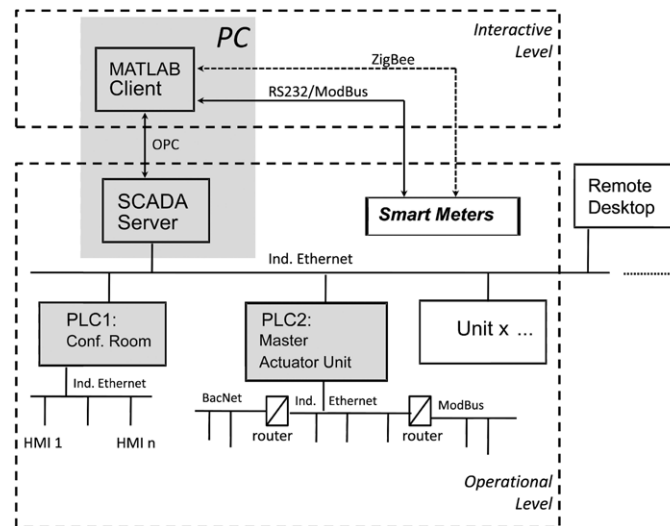 PC
Interactive
Level
MATLAB
Client
ZigBee
RS232/ModBus
OPC
SCADA
Server
Smart Meters
Remote
Desktop
Ind. Ethernet
PLC1:
Conf. Room
PLC2:
Master
Actuator Unit
Unit x ...
Ind. Ethernet
HMI 1
HMI n
BacNet
Ind. Ethernet
ModBus
router
router
Operational
Level